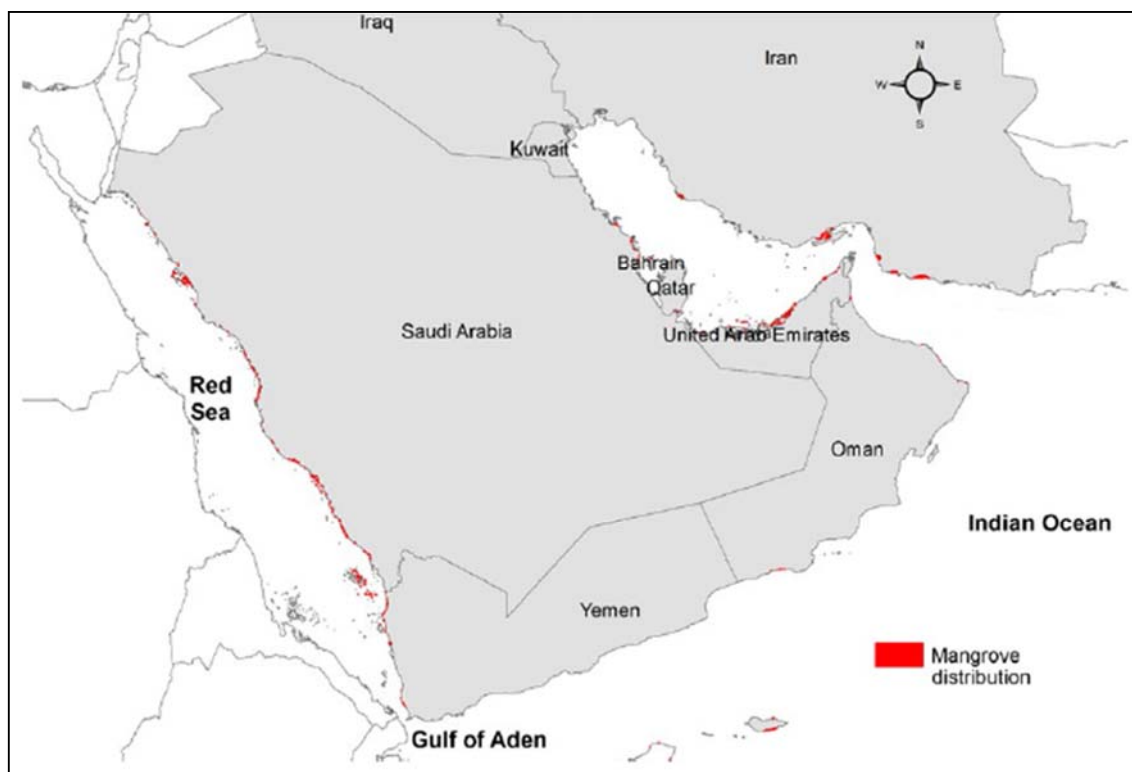 Iraq
Iran
N
W E
S
Kuwait
Bahrain
Qatar
Saudi Arabia
United Arab Emirates
Red
Sea
Oman
Indian Ocean
Yemen
Mangrove
distribution
Gulf of Aden